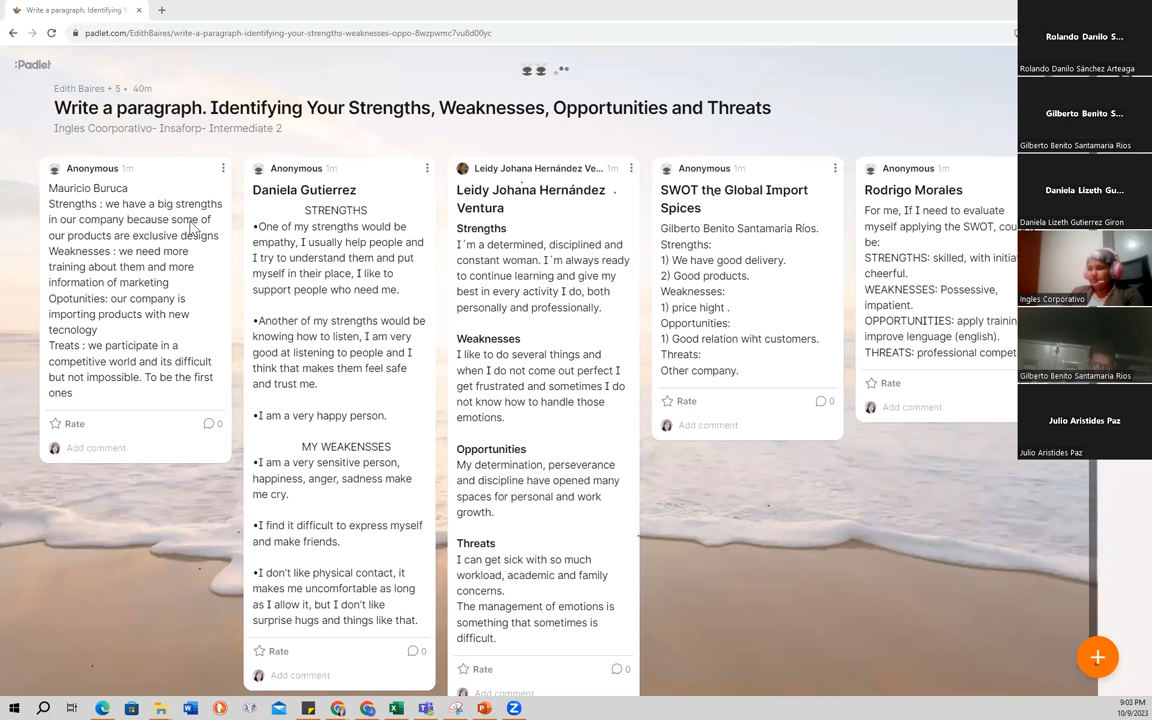 Write a paragraph. Identifying Y
padlet.com/EdithBaires/write-a-paragraph-identifying-your-strengths-weaknesses-oppo-8wzpwmc7vu8d00yc
:Padlet
Edith Baires + 5 • 40m
Write a paragraph. Identifying Your Strengths, Weaknesses, Opportunities and Threats
Ingles Coorporativo- Insaforp- Intermediate 2
Anonymous 1m
Mauricio Buruca
Strengths : we have a big strengths
in our company because some of
our products are exclusive designs
Weaknesses : we need more
training about them and more
information of marketing
Oportunities: our company is
importing products with new
tecnology
Treats : we participate in a
competitive world and its difficult
but not impossible. To be the first
ones
Rate
0
Add comment
Anonymous 1m
Daniela Gutierrez
STRENGTHS
•One of my strengths would be
empathy, I usually help people and
I try to understand them and put
myself in their place, I like to
support people who need me.
•Another of my strengths would be
knowing how to listen, I am very
good at listening to people and I
think that makes them feel safe
and trust me.
•I am a very happy person.
MY WEAKENSSES
•I am a very sensitive person,
happiness, anger, sadness make
me cry.
•I find it difficult to express myself
and make friends.
•I don't like physical contact, it
makes me uncomfortable as long
as I allow it, but I don't like
surprise hugs and things like that.
Rate
0
Add comment
Leidy Johana Hernández Ve... 1m
Leidy Johana Hernández
Ventura
Strengths
I´m a determined, disciplined and
constant woman. I´m always ready
to continue learning and give my
best in every activity I do, both
personally and professionally.
Weaknesses
I like to do several things and
when I do not come out perfect I
get frustrated and sometimes I do
not know how to handle those
emotions.
Opportunities
My determination, perseverance
and discipline have opened many
spaces for personal and work
growth.
Threats
I can get sick with so much
workload, academic and family
concerns.
The management of emotions is
something that sometimes is
difficult.
Rate
0
Add comment
Anonymous 1m
SWOT the Global Import
Spices
Gilberto Benito Santamaria Ríos.
Strengths:
1) We have good delivery.
2) Good products.
Weaknesses:
1) price hight .
Opportunities:
1) Good relation wiht customers.
Threats:
Other company.
Rate
0
Add comment
Anonymous 1m
Rodrigo Morales
For me, If I need to evaluate
myself applying the SWOT, cou
be:
STRENGTHS: skilled, with initia
cheerful.
WEAKNESSES: Possessive,
impatient.
OPPORTUNITIES: apply trainin
improve lenguage (english).
THREATS: professional compet
Rate
Add comment
Rolando Danilo S...
Rolando Danilo Sánchez Arteaga
Gilberto Benito S...
Gilberto Benito Santamaria Rios
Daniela Lizeth Gu...
Daniela Lizeth Gutierrez Giron
Ingles Corporativo
Gilberto Benito Santamaria Rios
Julio Aristides Paz
Julio Aristides Paz
9:03 PM
10/9/2023